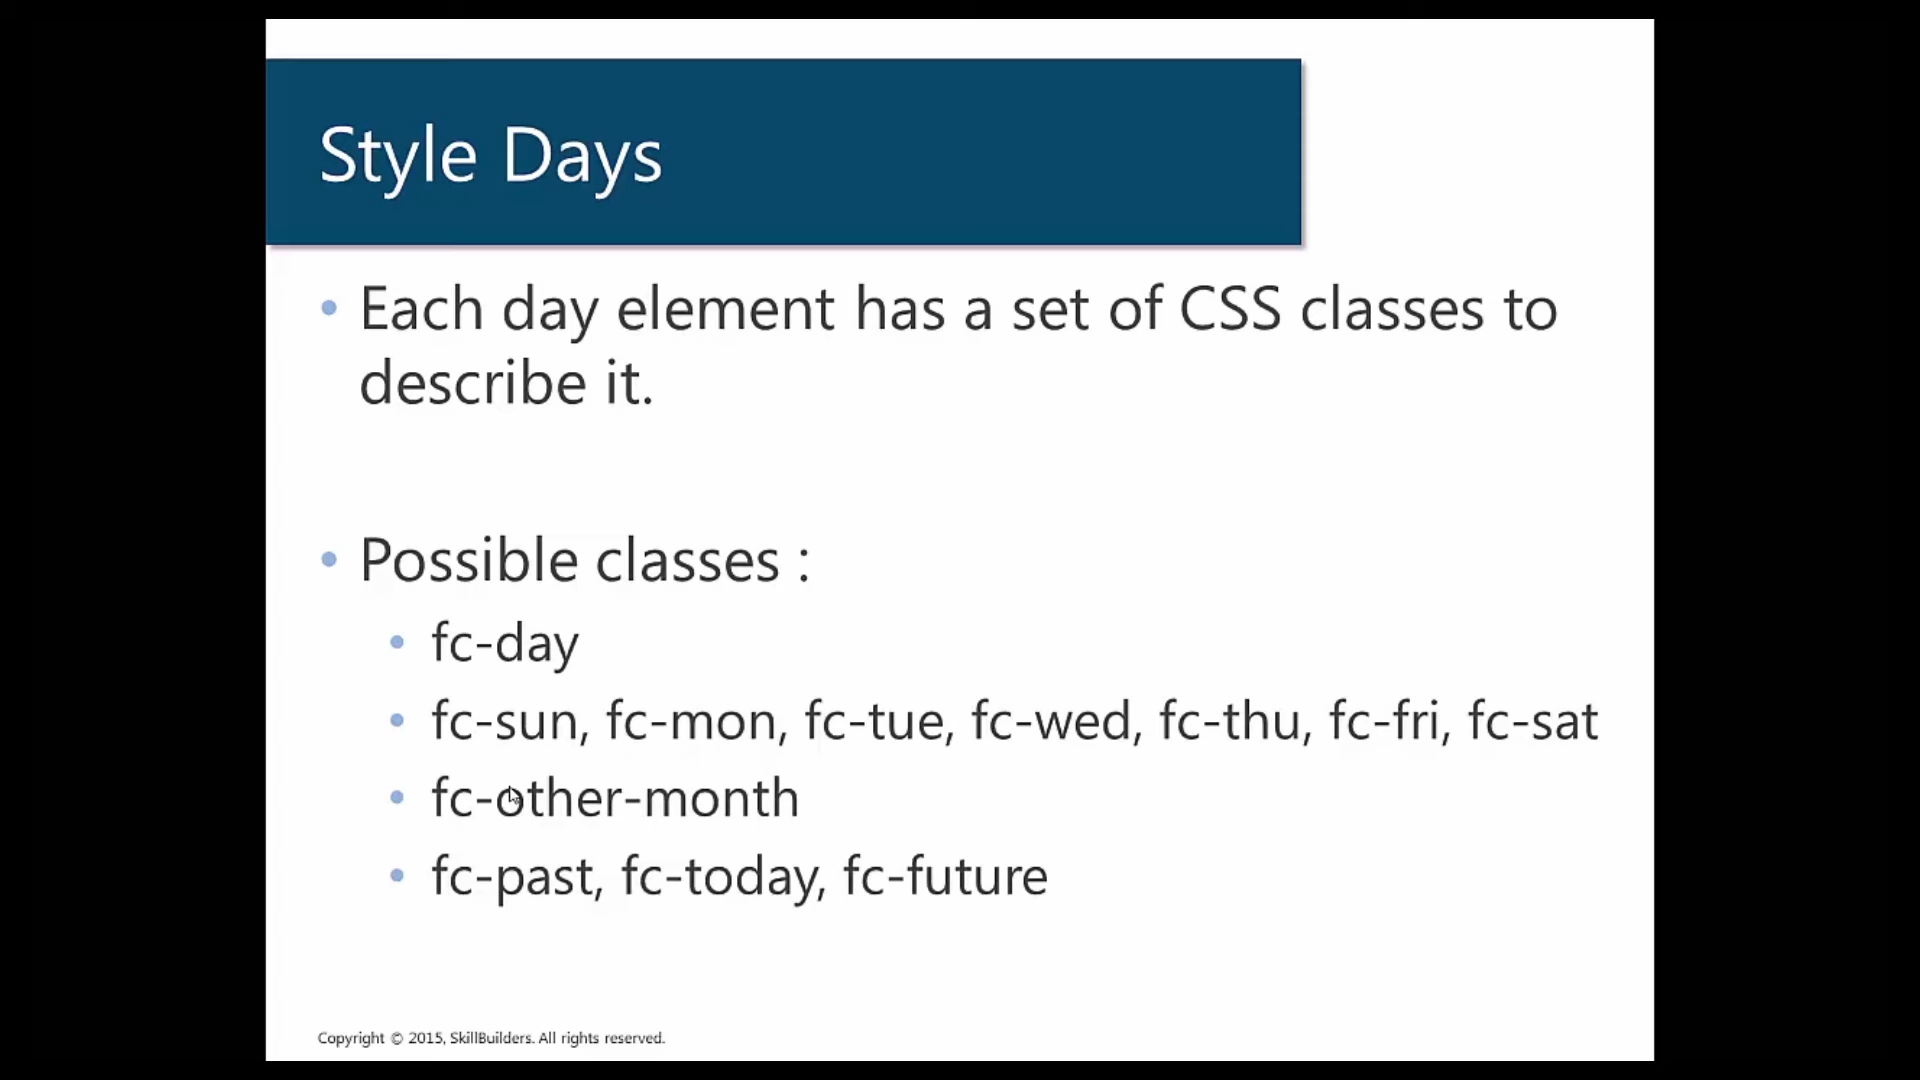 Style Days
• Each day element has a set of CSS classes to
describe it.
• Possible classes :
• fc-day
• fc-sun, fc-mon, fc-tue, fc-wed, fc-thu, fc-fri, fc-sat
• fc-other-month
• fc-past, fc-today, fc-future
Copyright © 2015, SkillBuilders. All rights reserved.